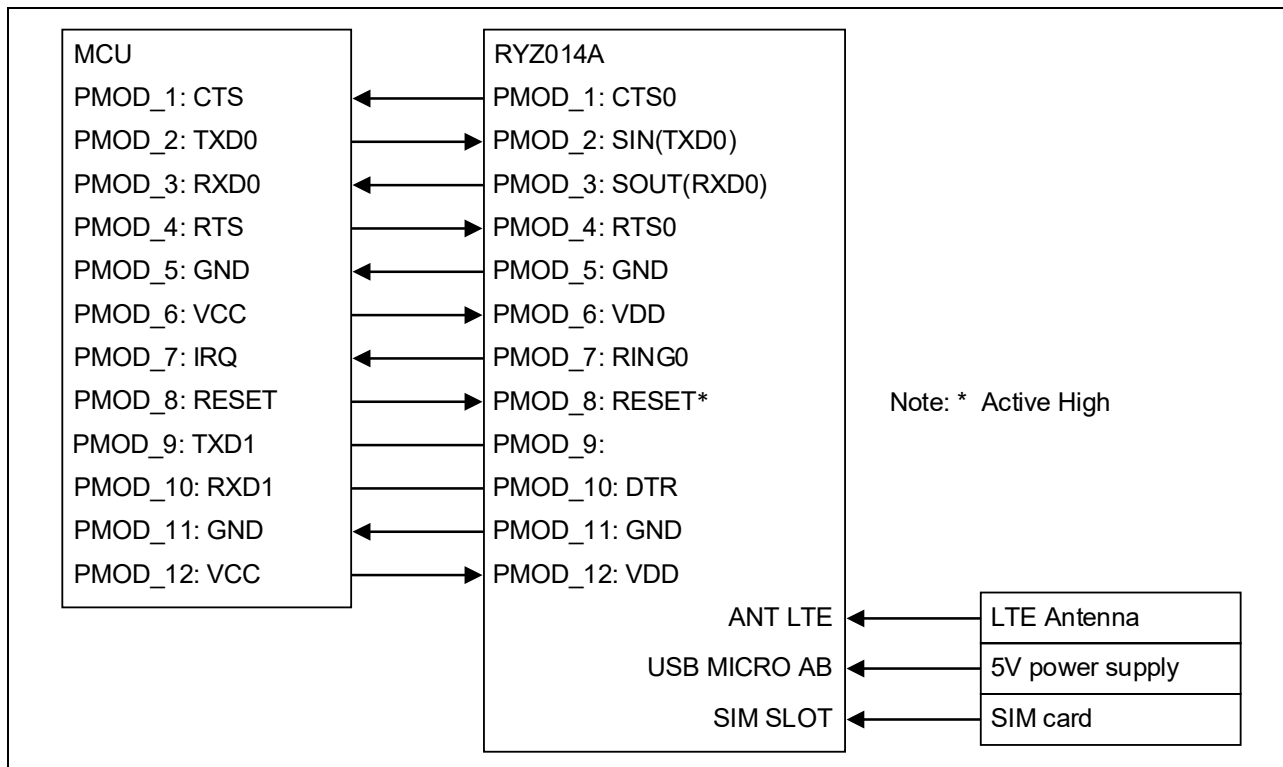 MCU
PMOD_1: CTS
PMOD_2: TXD0
PMOD_3: RXD0
PMOD_4: RTS
PMOD_5: GND
PMOD_6: VCC
PMOD_7: IRQ
PMOD_8: RESET
PMOD_9: TXD1
PMOD_10: RXD1
PMOD_11: GND
PMOD_12: VCC
RYZ014A
PMOD_1: CTS0
PMOD_2: SIN(TXD0)
PMOD_3: SOUT(RXD0)
PMOD_4: RTS0
PMOD_5: GND
PMOD_6: VDD
PMOD_7: RING0
PMOD_8: RESET*
PMOD_9:
PMOD_10: DTR
PMOD_11: GND
PMOD_12: VDD
ANT LTE
USB MICRO AB
SIM SLOT
Note: * Active High
LTE Antenna
5V power supply
SIM card